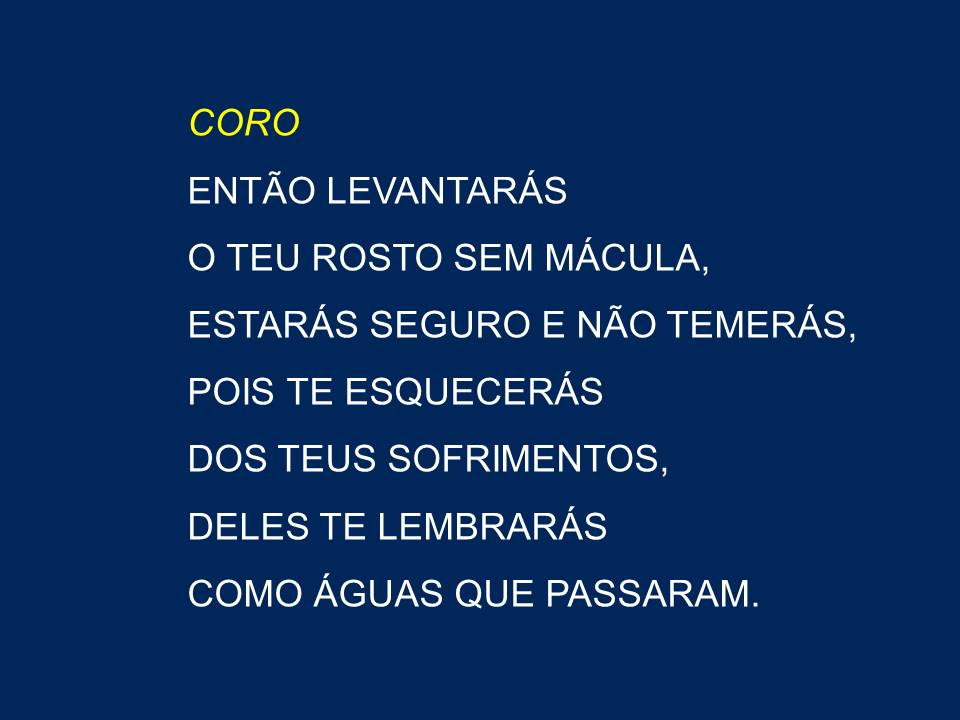 CORO
ENTÃO LEVANTARÁS
O TEU ROSTO SEM MÁCULA,
ESTARÁS SEGURO E NÃO TEMERÁS,
POIS TE ESQUECERÁS
DOS TEUS SOFRIMENTOS,
DELES TE LEMBRARÁS
COMO ÁGUAS QUE PASSARAM.